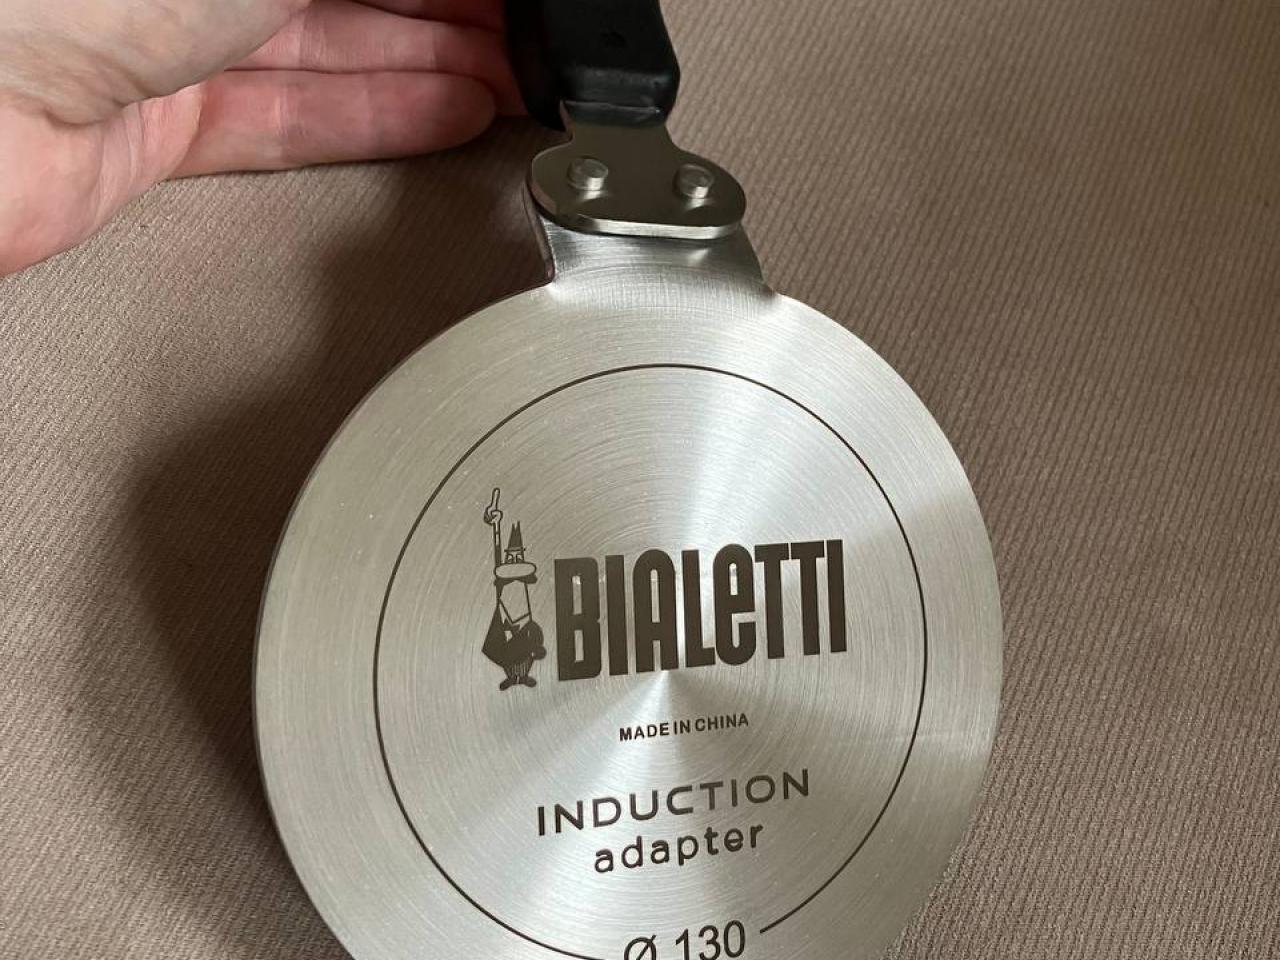 BIALETTI
MADE IN CHINA
INDUCTION
adapter
Ø 130